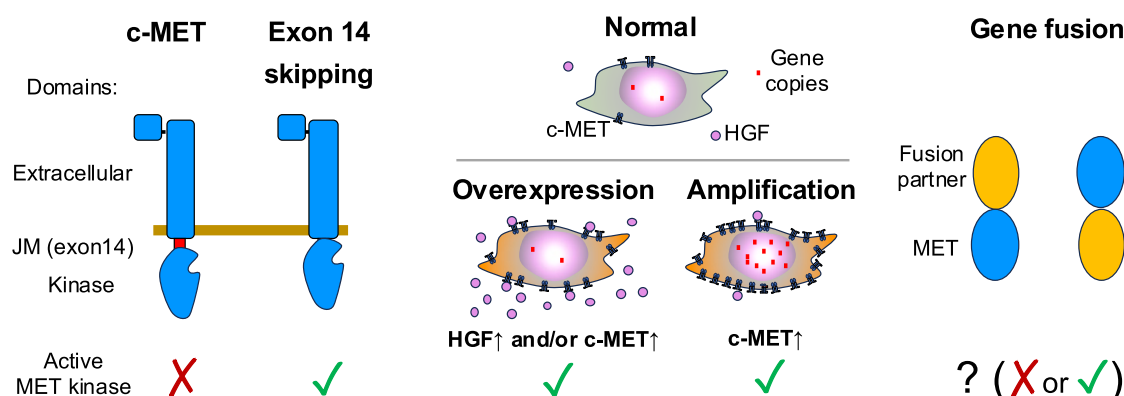 c-MET
Exon 14
skipping
Domains:
Extracellular
JM (exon14)
Kinase
Active
MET kinase
Normal
Gene
copies
c-MET
HGF
Overexpression
Amplification
HGF↑ and/or c-MET↑
c-MET↑
Gene fusion
Fusion
partner
MET
? (✗ or ✓)